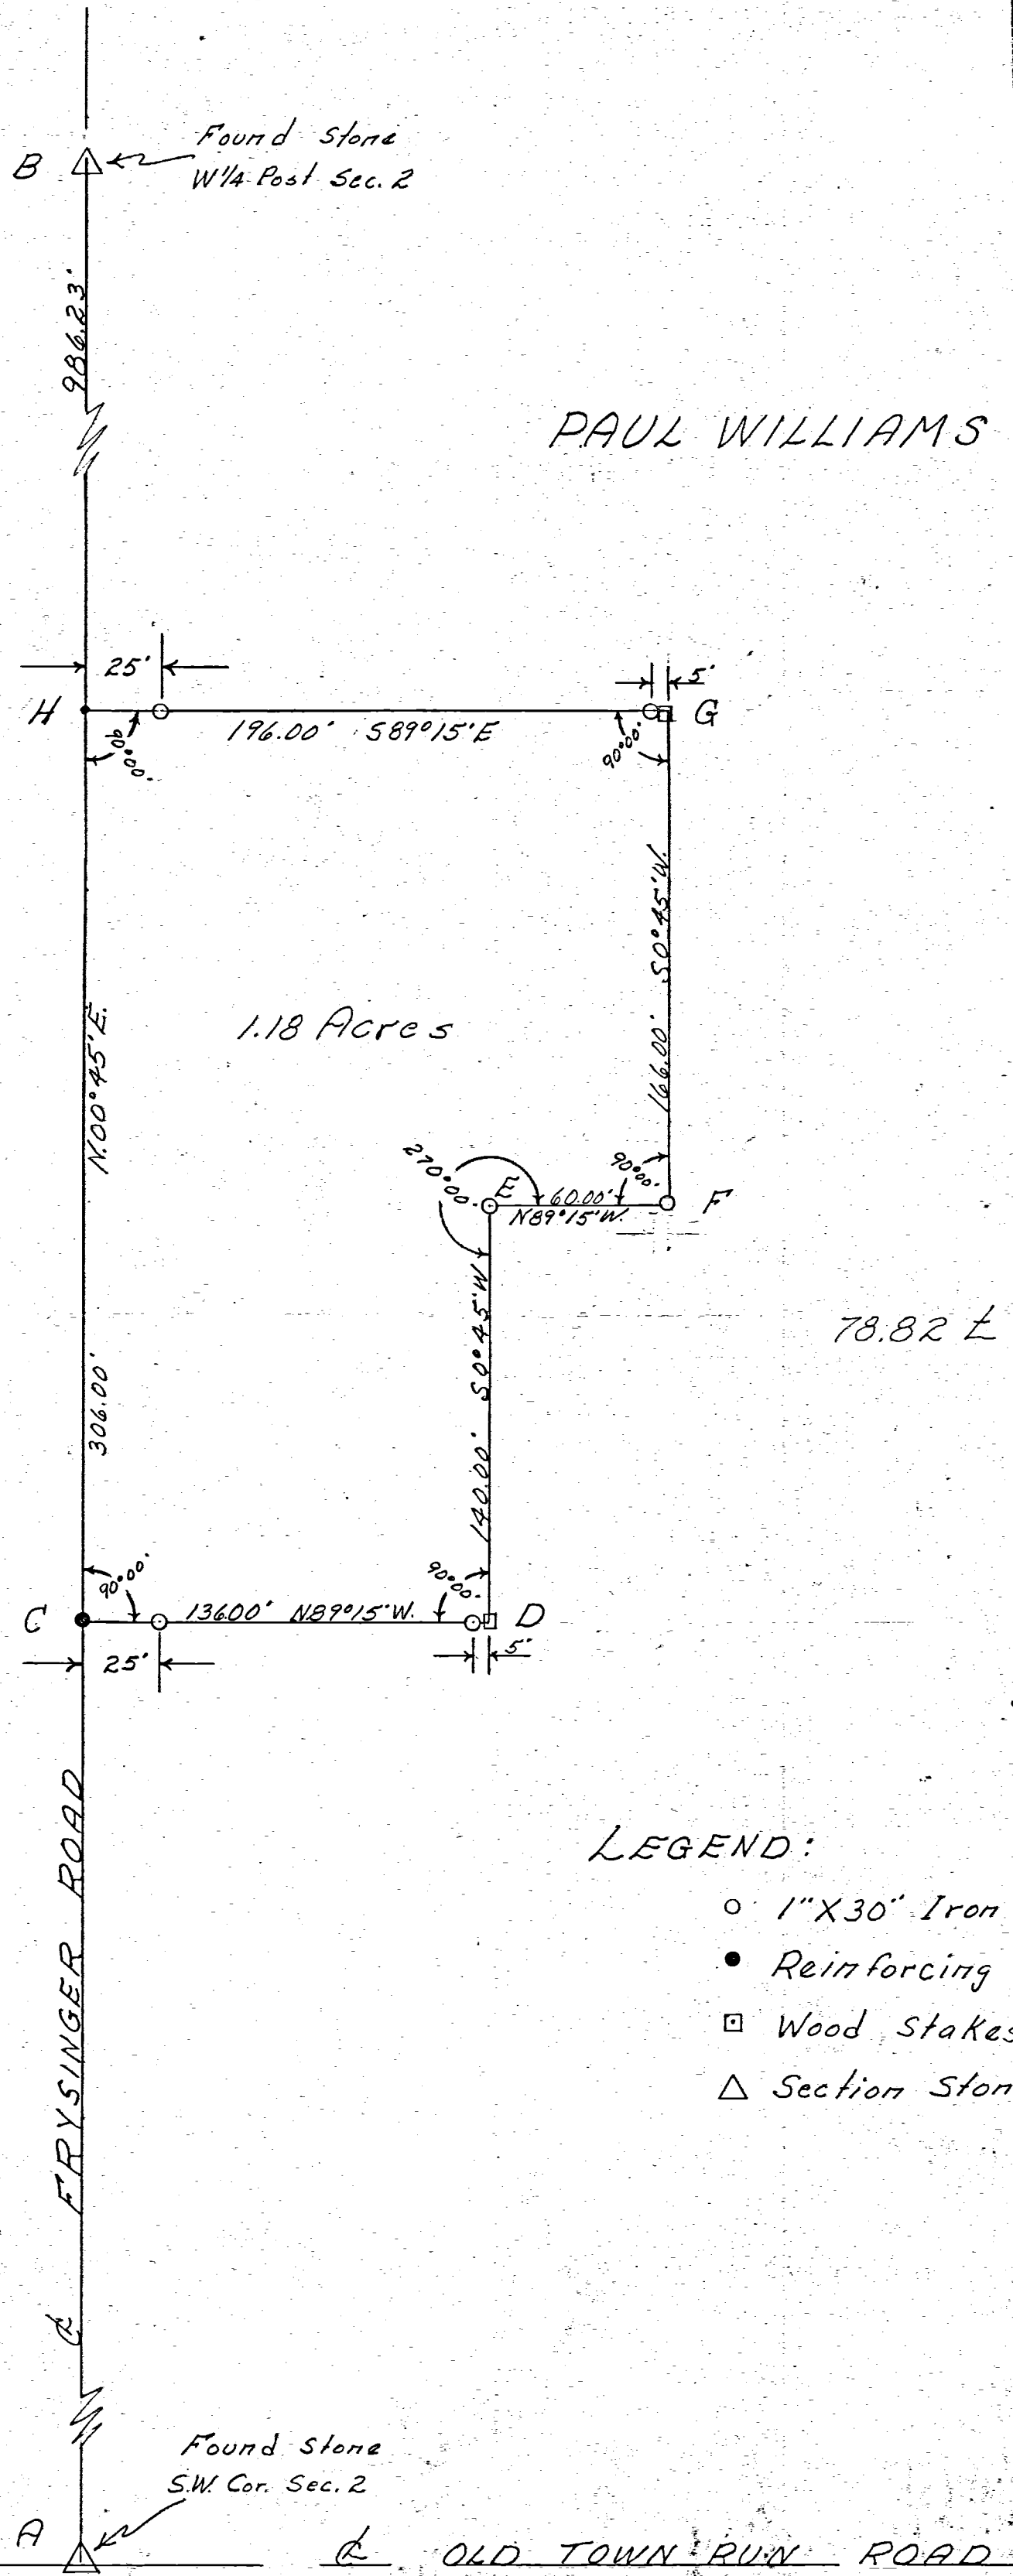 Found Stone
B
W 1/4 Post Sec. 2
986.23'
PAUL WILLIAMS
25'
5'
H
G
196.00' S89°15'E
90°00'
90°00'
166.00' S0°45'W.
1.18 Acres
N.00°45'E.
270°00'
90°00'
E
60.00'
F
N89°15'W.
78.82 ±
306.00'
140.00' S0°45'W
90°00'
90°00'
C
136.00' N89°15'W.
D
25'
5'
LEGEND:
1"X30" Iron
Reinforcing
Wood Stakes
Section Ston
℄ FRYSINGER ROAD
Found Stone
S.W. Cor. Sec. 2
A
℄ OLD TOWN RUN ROAD